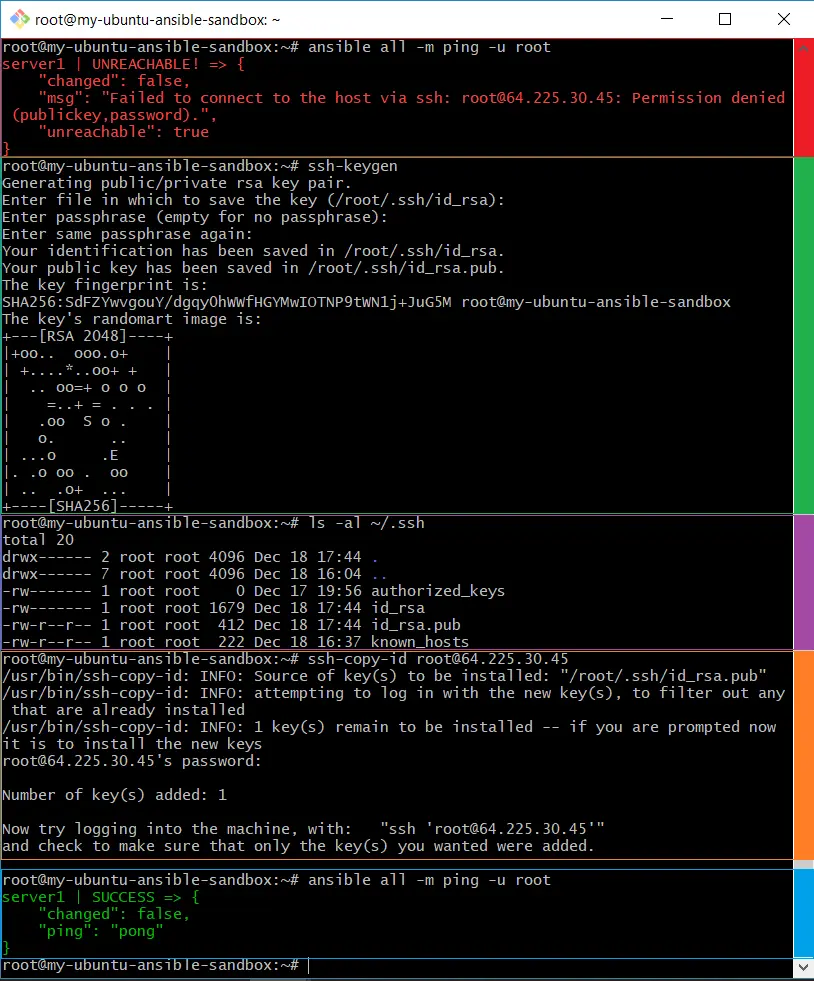 root@my-ubuntu-ansible-sandbox: ~
root@my-ubuntu-ansible-sandbox:~# ansible all -m ping -u root
server1 | UNREACHABLE! => {
    "changed": false,
    "msg": "Failed to connect to the host via ssh: root@64.225.30.45: Permission denied
 (publickey,password).",
    "unreachable": true
}
root@my-ubuntu-ansible-sandbox:~# ssh-keygen
Generating public/private rsa key pair.
Enter file in which to save the key (/root/.ssh/id_rsa):
Enter passphrase (empty for no passphrase):
Enter same passphrase again:
Your identification has been saved in /root/.ssh/id_rsa.
Your public key has been saved in /root/.ssh/id_rsa.pub.
The key fingerprint is:
SHA256:SdFZYwvgouY/dgqyOhWWfHGYMwIOTNP9tWN1j+JuG5M root@my-ubuntu-ansible-sandbox
The key's randomart image is:
+---[RSA 2048]----+
|+oo..  ooo.o+    |
| +....*..oo+ +   |
|  .. oo=+ o o o  |
|    =..+ = . . . |
|   .oo  S o .    |
|   o.      ..    |
| ...o     .E     |
|. .o oo .  oo    |
| ..  .o+  ...    |
+----[SHA256]-----+
root@my-ubuntu-ansible-sandbox:~# ls -al ~/.ssh
total 20
drwx------ 2 root root 4096 Dec 18 17:44 .
drwx------ 7 root root 4096 Dec 18 16:04 ..
-rw------- 1 root root    0 Dec 17 19:56 authorized_keys
-rw------- 1 root root 1679 Dec 18 17:44 id_rsa
-rw-r--r-- 1 root root  412 Dec 18 17:44 id_rsa.pub
-rw-r--r-- 1 root root  222 Dec 18 16:37 known_hosts
root@my-ubuntu-ansible-sandbox:~# ssh-copy-id root@64.225.30.45
/usr/bin/ssh-copy-id: INFO: Source of key(s) to be installed: "/root/.ssh/id_rsa.pub"
/usr/bin/ssh-copy-id: INFO: attempting to log in with the new key(s), to filter out any
 that are already installed
/usr/bin/ssh-copy-id: INFO: 1 key(s) remain to be installed -- if you are prompted now
it is to install the new keys
root@64.225.30.45's password:
Number of key(s) added: 1
Now try logging into the machine, with:   "ssh 'root@64.225.30.45'"
and check to make sure that only the key(s) you wanted were added.
root@my-ubuntu-ansible-sandbox:~# ansible all -m ping -u root
server1 | SUCCESS => {
    "changed": false,
    "ping": "pong"
}
root@my-ubuntu-ansible-sandbox:~#